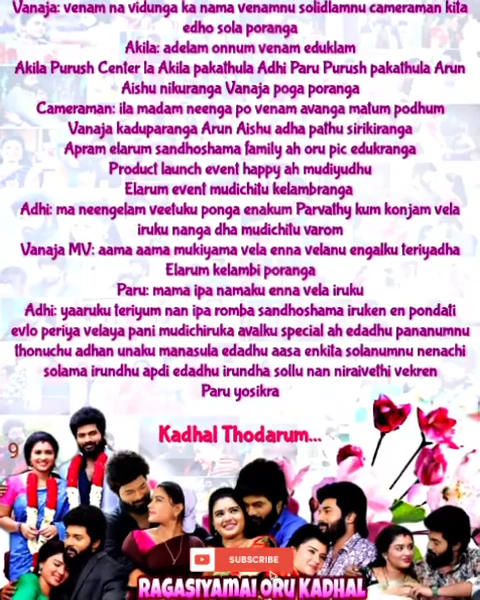 Vanaja: venam na vidunga ka nama venamnu solidlamnu cameraman kita
edho sola poranga
Akila: adelam onnum venam eduklam
Akila Purush Center la Akila pakathula Adhi Paru Purush pakathula Arun
Aishu nikuranga Vanaja poga poranga
Cameraman: ila madam neenga po venam avanga matum podhum
Vanaja kaduparanga Arun Aishu adha pathu sirikiranga
Apram elarum sandhoshama family ah oru pic edukranga
Product launch event happy ah mudiyudhu
Elarum event mudichitu kelambranga
Adhi: ma neengelam veetuku ponga enakum Parvathy kum konjam vela
iruku nanga dha mudichitu varom
Vanaja MV: aama aama mukiyama vela enna velanu engalku teriyadha
Elarum kelambi poranga
Paru: mama ipa namaku enna vela iruku
Adhi: yaaruku teriyum nan ipa romba sandhoshama iruken en pondati
evlo periya velaya pani mudichiruka avalku special ah edadhu pananumnu
thonuchu adhan unaku manasula edadhu aasa enkita solanumnu nenachi
solama irundhu apdi edadhu irundha sollu nan niraivethi vekren
Paru yosikra
Kadhal Thodarum...
9
SUBSCRIBE
RAGASIYAMAI ORU KADHAL